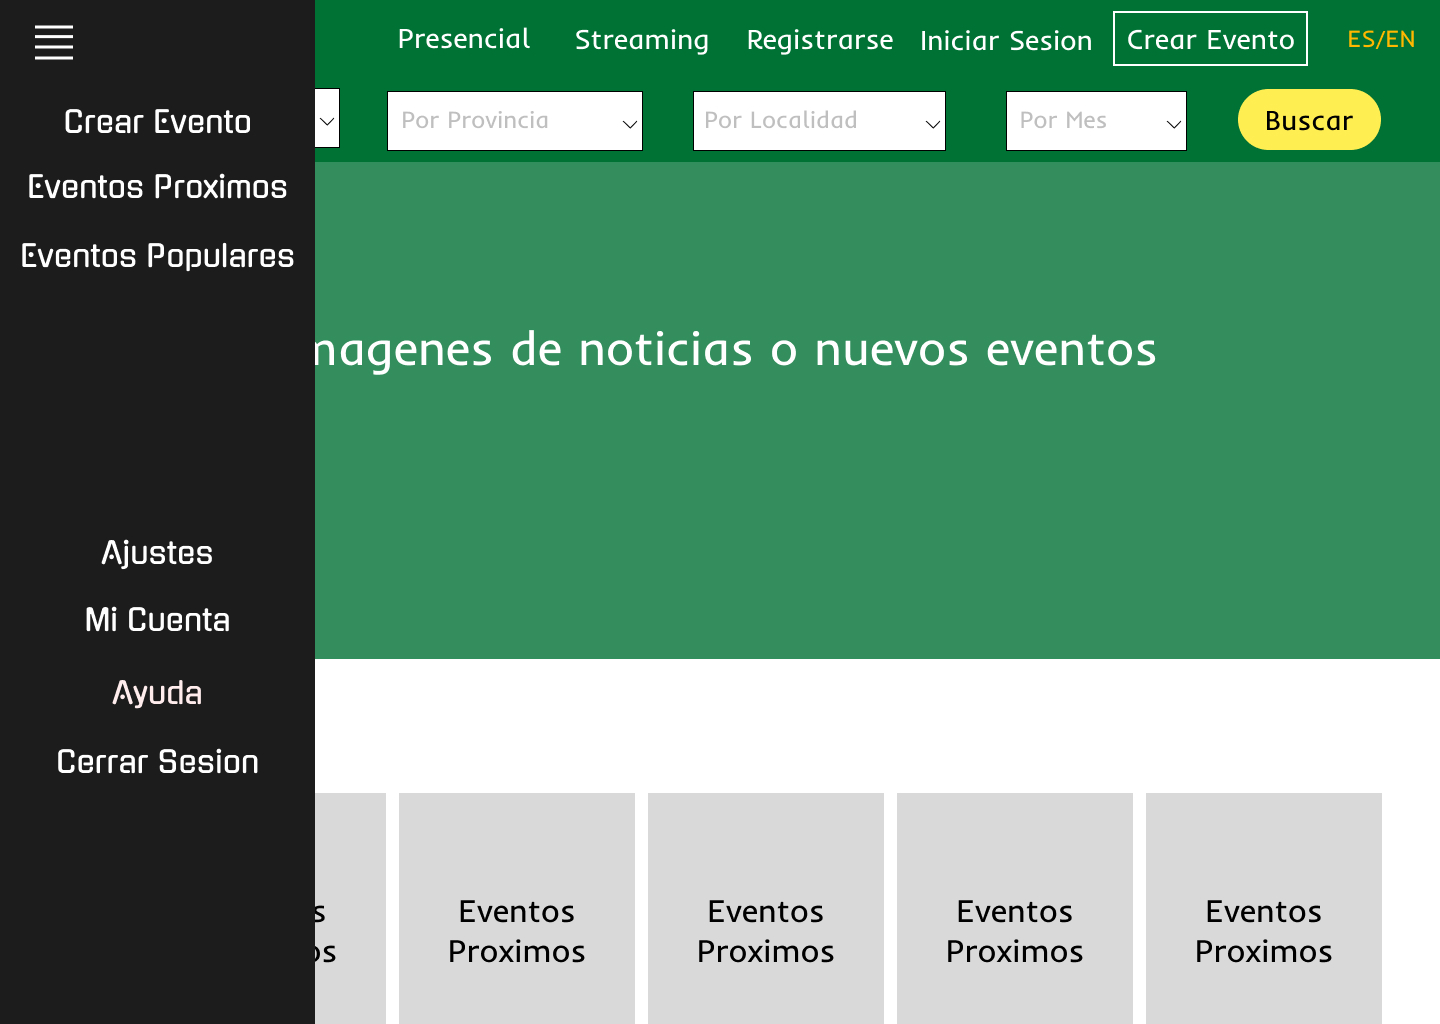 Presencial
Streaming
Registrarse
Iniciar Sesion
Crear Evento
ES/EN
Por Provincia
Por Localidad
Por Mes
Buscar
Crear Evento
Eventos Proximos
Eventos Populares
Ajustes
Mi Cuenta
Ayuda
Cerrar Sesion
magenes de noticias o nuevos eventos
s
os
Eventos
Proximos
Eventos
Proximos
Eventos
Proximos
Eventos
Proximos